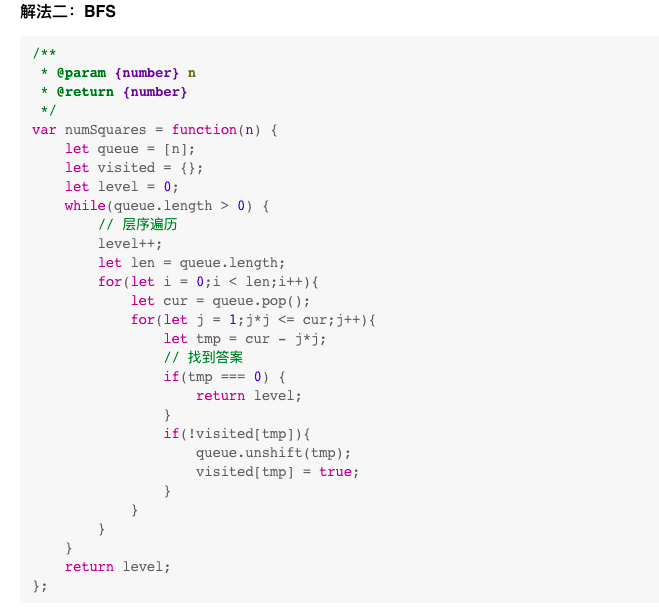 解法二：BFS
/**
 * @param {number} n
 * @return {number}
 */
var numSquares = function(n) {
    let queue = [n];
    let visited = {};
    let level = 0;
    while(queue.length > 0) {
        // 层序遍历
        level++;
        let len = queue.length;
        for(let i = 0;i < len;i++){
            let cur = queue.pop();
            for(let j = 1;j*j <= cur;j++){
                let tmp = cur - j*j;
                // 找到答案
                if(tmp === 0) {
                    return level;
                }
                if(!visited[tmp]){
                    queue.unshift(tmp);
                    visited[tmp] = true;
                }
            }
        }
    }
    return level;
};